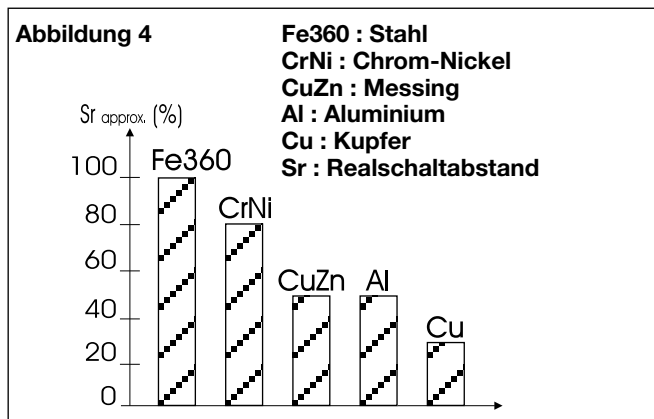 Abbildung 4
Fe360 : Stahl
CrNi : Chrom-Nickel
CuZn : Messing
Al : Aluminium
Cu : Kupfer
Sr : Realschaltabstand
Sr approx. (%)
Fe360
100
CrNi
80
60
CuZn Al
40
Cu
20
0